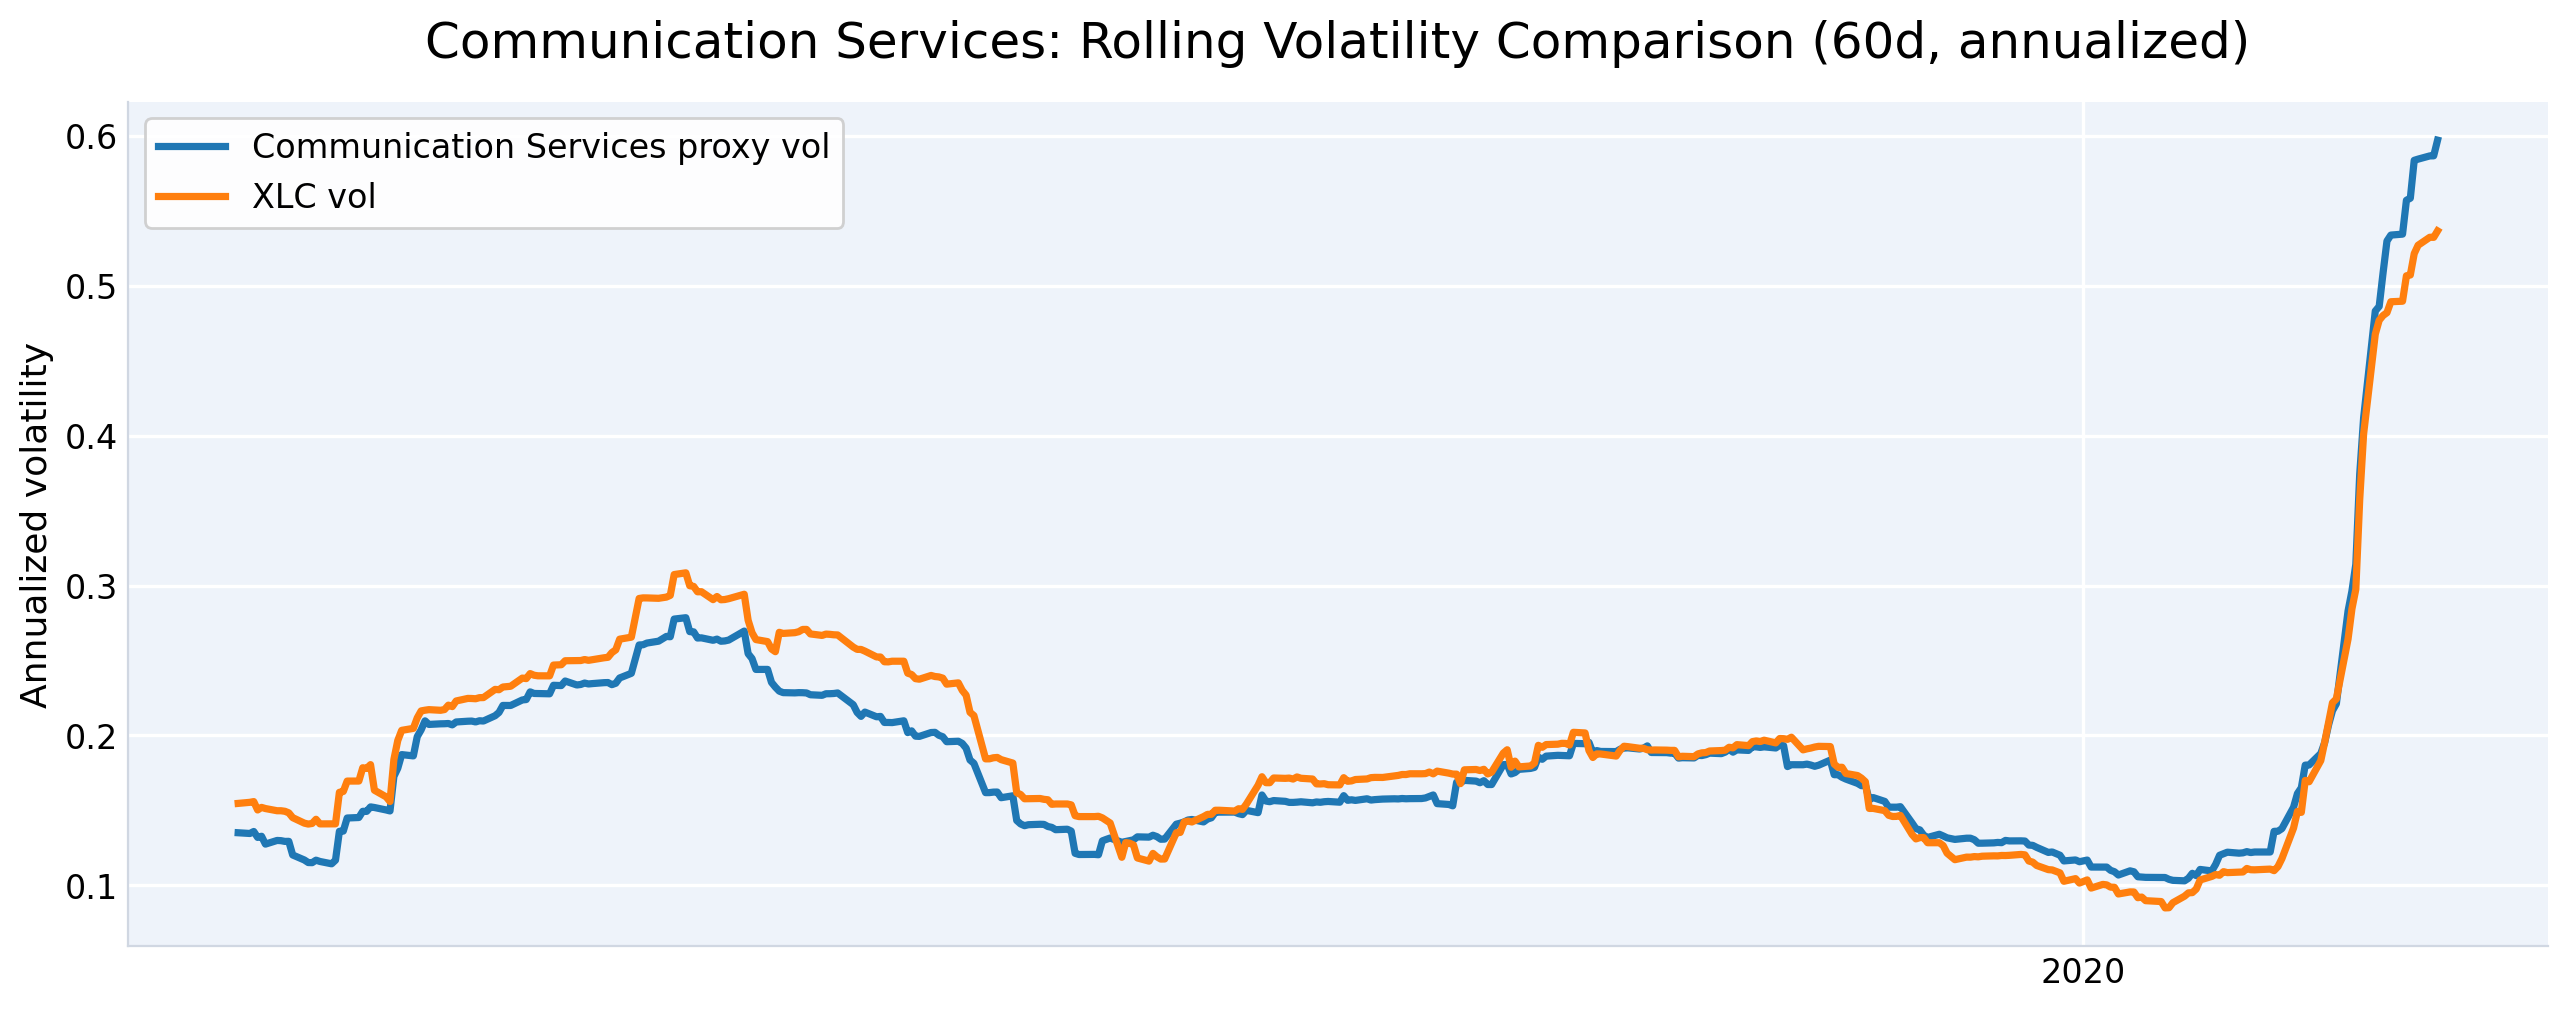 Communication Services: Rolling Volatility Comparison (60d, annualized)
Communication Services proxy vol
XLC vol
Annualized volatility
0.6
0.5
0.4
0.3
0.2
0.1
2020